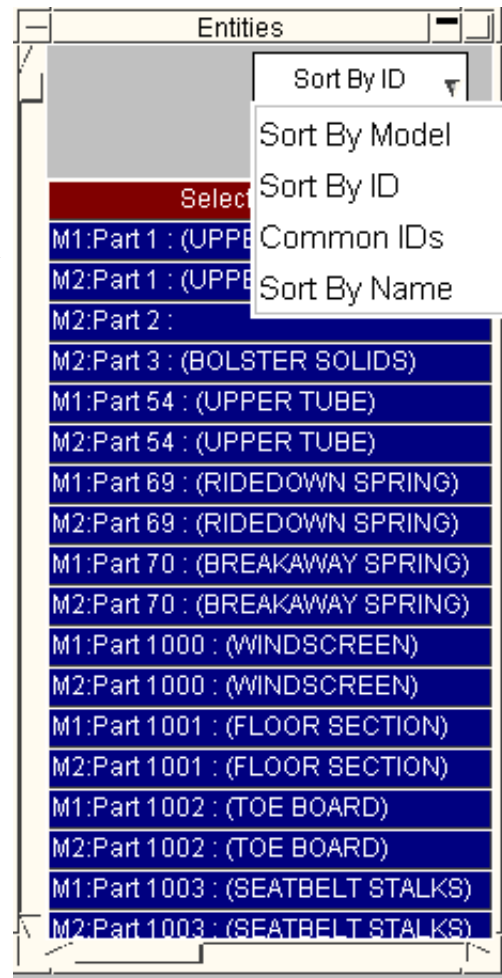 Entities
Sort By ID
Sort By Model
Sort By ID
Common IDs
Sort By Name
Select
M1:Part 1 : (UPPE
M2:Part 1 : (UPPE
M2:Part 2 :
M2:Part 3 : (BOLSTER SOLIDS)
M1:Part 54 : (UPPER TUBE)
M2:Part 54 : (UPPER TUBE)
M1:Part 69 : (RIDEDOWN SPRING)
M2:Part 69 : (RIDEDOWN SPRING)
M1:Part 70 : (BREAKAWAY SPRING)
M2:Part 70 : (BREAKAWAY SPRING)
M1:Part 1000 : (WINDSCREEN)
M2:Part 1000 : (WINDSCREEN)
M1:Part 1001 : (FLOOR SECTION)
M2:Part 1001 : (FLOOR SECTION)
M1:Part 1002 : (TOE BOARD)
M2:Part 1002 : (TOE BOARD)
M1:Part 1003 : (SEATBELT STALKS)
M2:Part 1003 : (SEATBELT STALKS)